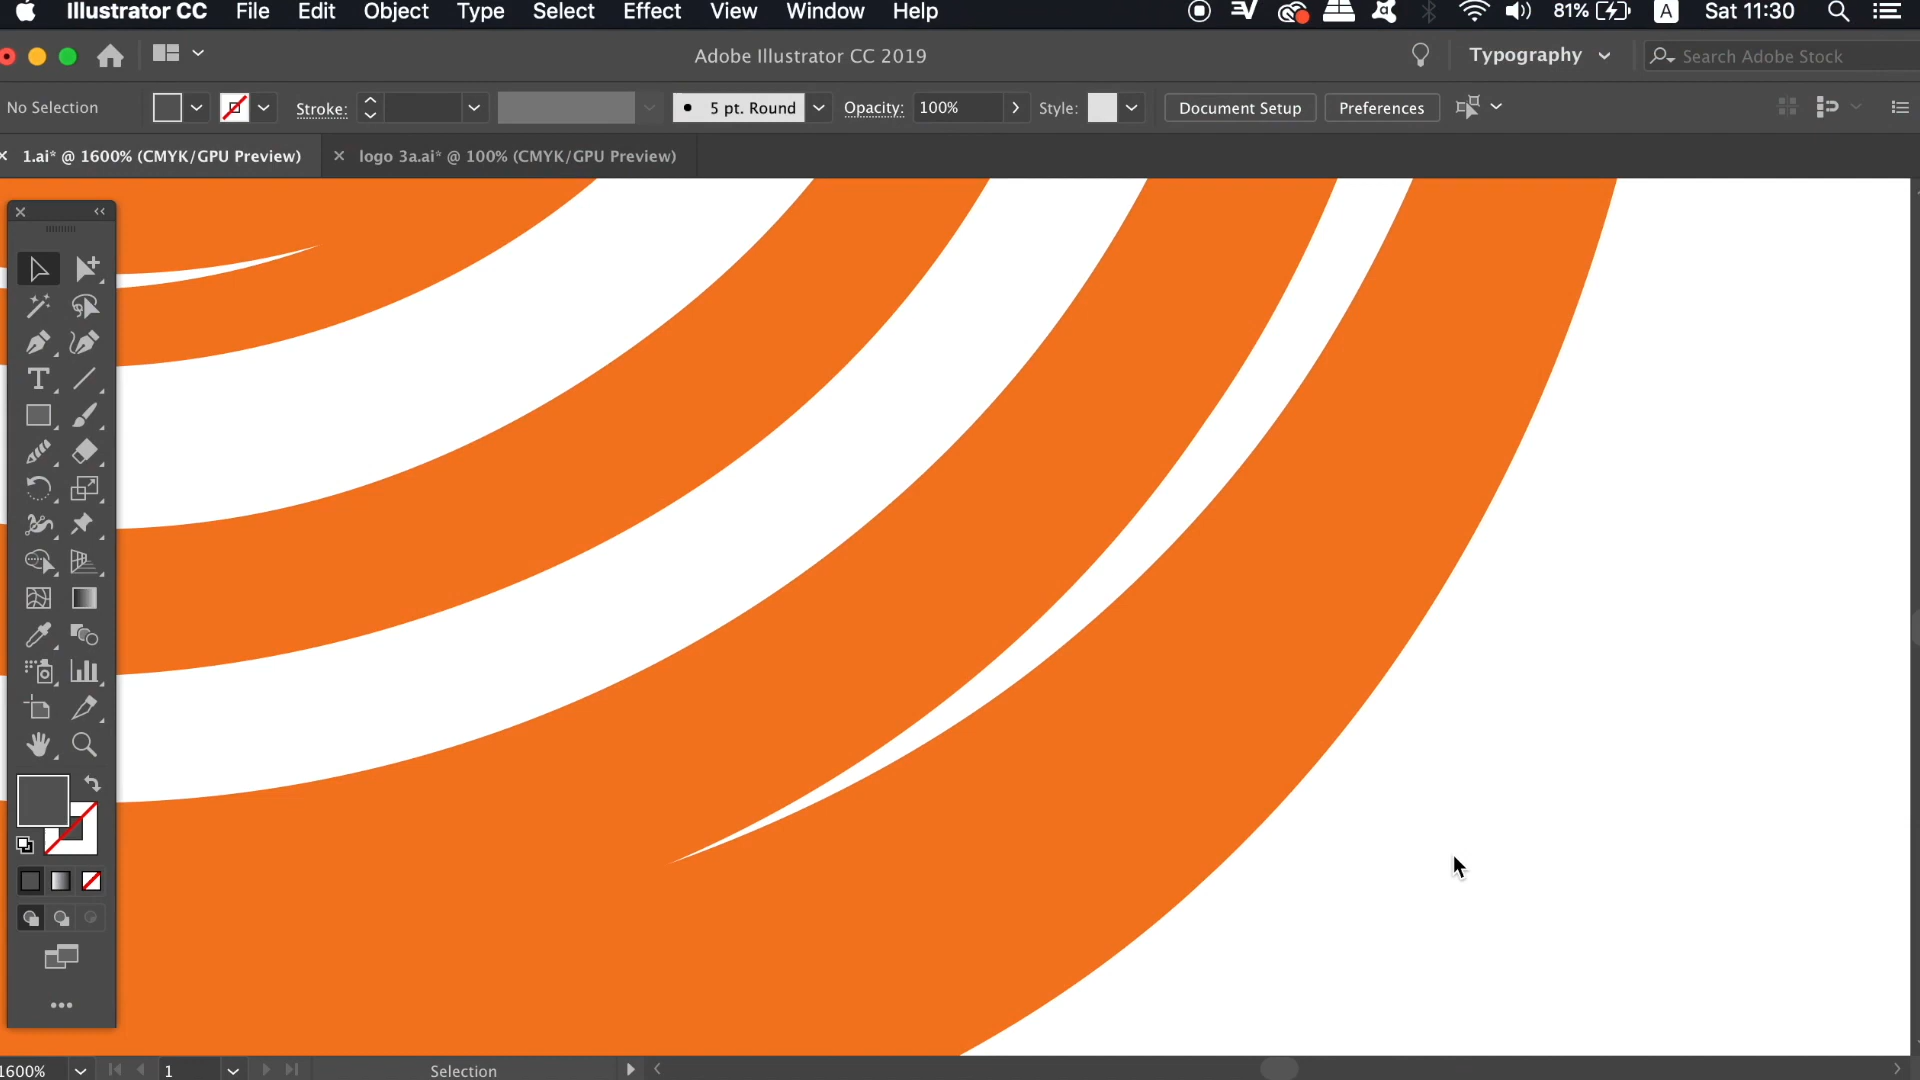 Illustrator CC File Edit Object Type Select Effect View Window Help 81% A Sat 11:30
Adobe Illustrator CC 2019 Typography Search Adobe Stock
No Selection Stroke: 5 pt. Round Opacity: 100% Style: Document Setup Preferences
1.ai* @ 1600% (CMYK/GPU Preview) logo 3a.ai* @ 100% (CMYK/GPU Preview)
1600% 1 Selection